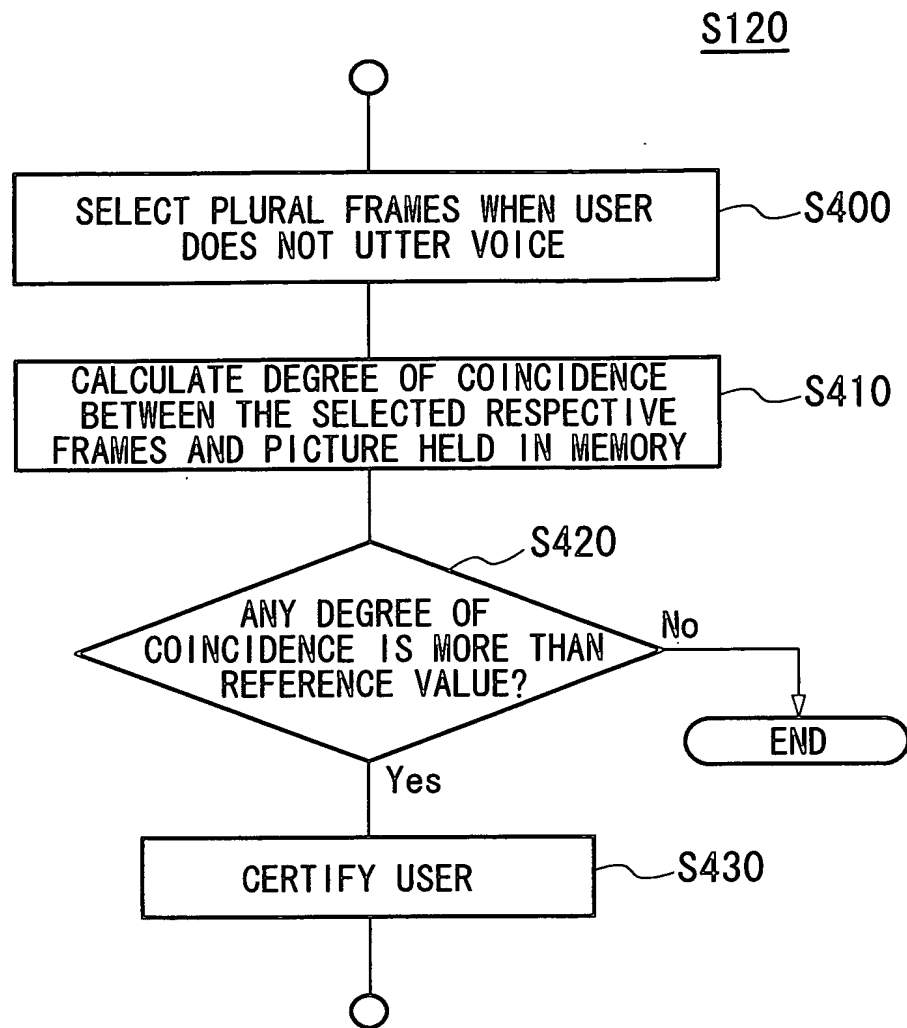 S120
SELECT PLURAL FRAMES WHEN USER
DOES NOT UTTER VOICE
S400
CALCULATE DEGREE OF COINCIDENCE
BETWEEN THE SELECTED RESPECTIVE
FRAMES AND PICTURE HELD IN MEMORY
S410
S420
ANY DEGREE OF
COINCIDENCE IS MORE THAN
REFERENCE VALUE?
No
END
Yes
CERTIFY USER
S430